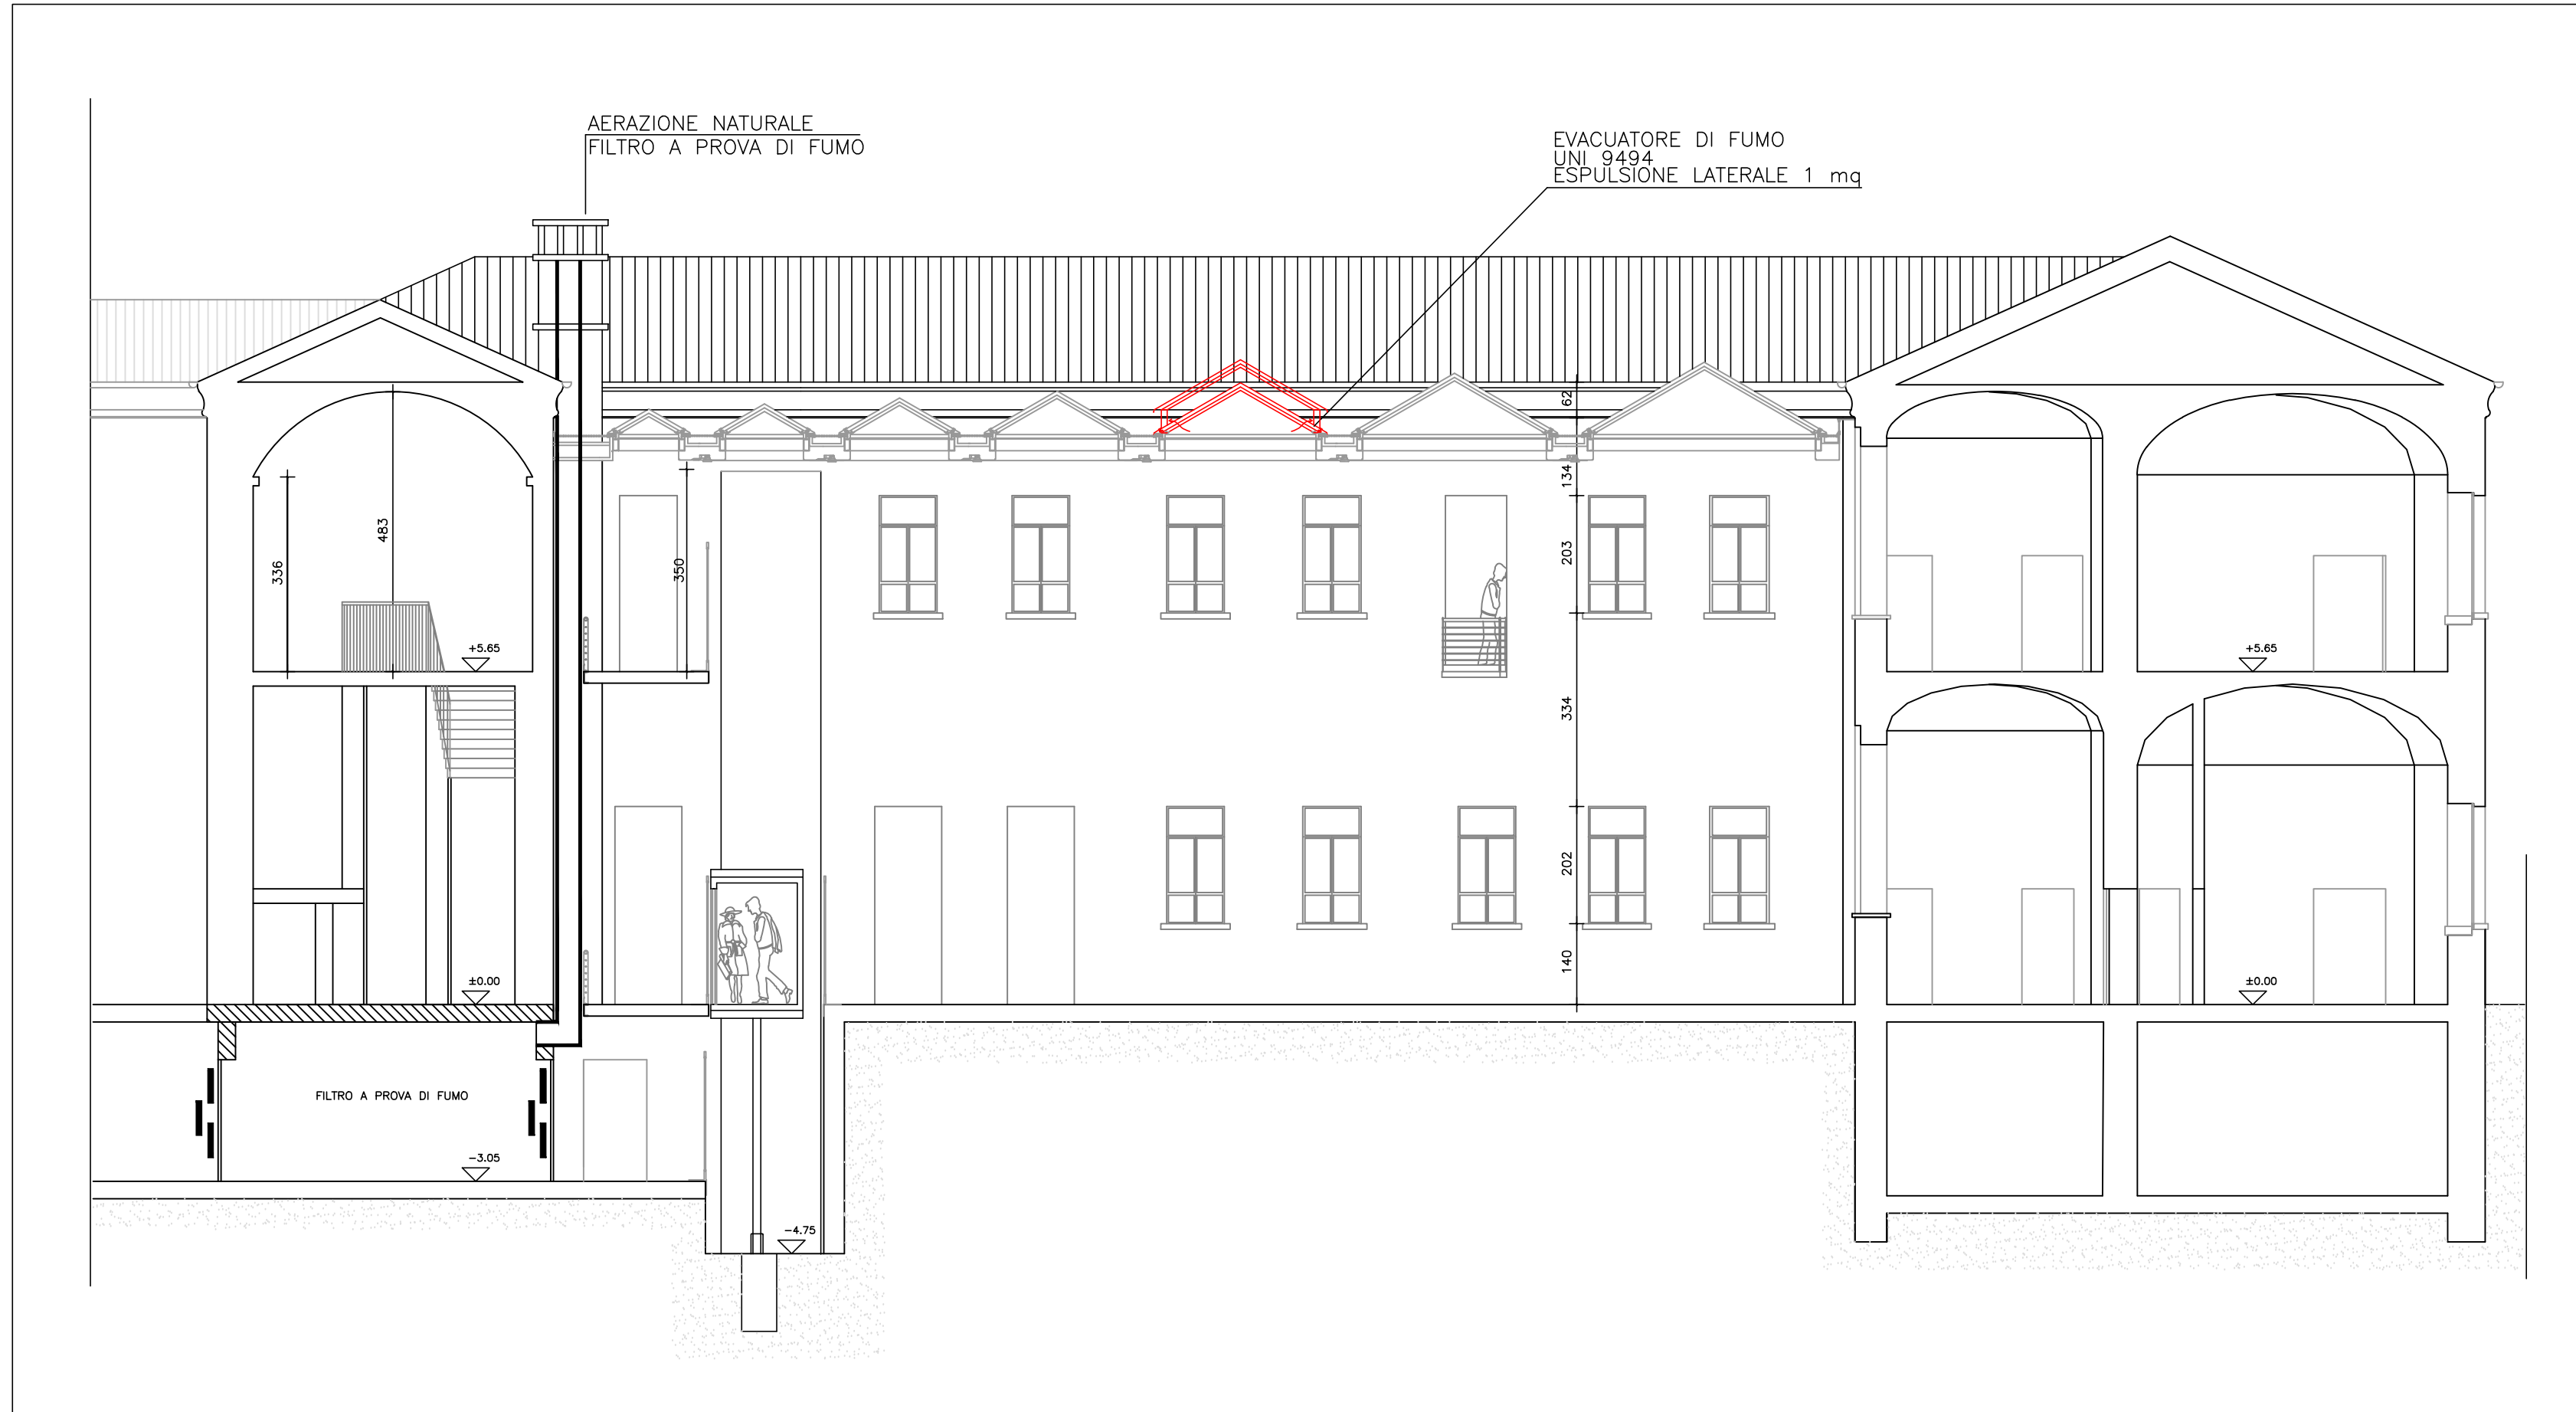 AERAZIONE NATURALE
FILTRO A PROVA DI FUMO
EVACUATORE DI FUMO
UNI 9494
ESPULSIONE LATERALE 1 mq
62
134
483
203
336
350
+5.65
+5.65
334
202
140
±0.00
±0.00
FILTRO A PROVA DI FUMO
-3.05
-4.75